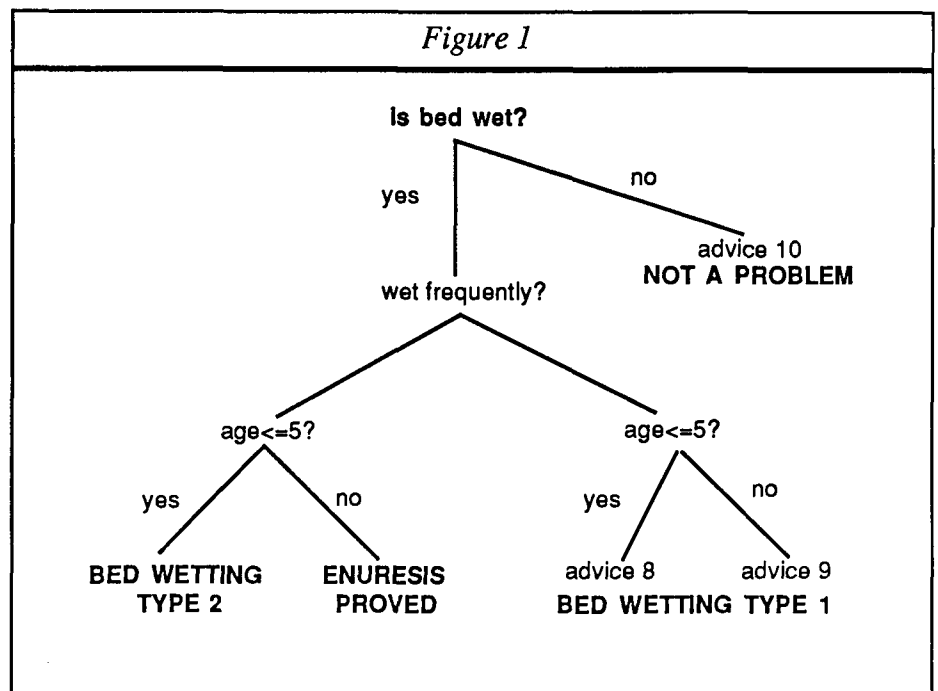 Figure 1
Is bed wet?
yes
no
advice 10
NOT A PROBLEM
wet frequently?
age<=5?
age<=5?
yes
no
yes
no
BED WETTING
TYPE 2
ENURESIS
PROVED
advice 8
advice 9
BED WETTING TYPE 1